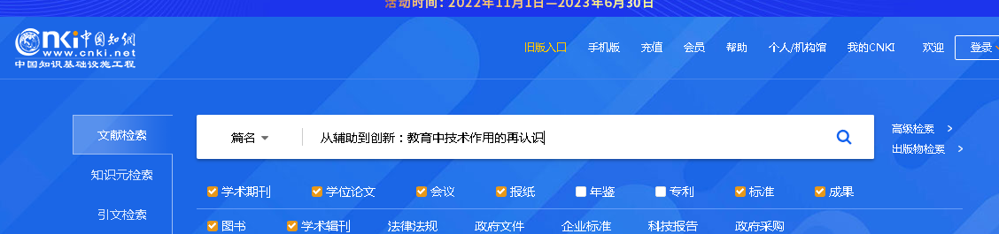 活动时间：2022年11月1日—2023年6月30日
Cnki中国知网
www.cnki.net
中国知识基础设施工程
旧版入口 手机版 充值 会员 帮助 个人/机构馆 我的CNKI 欢迎 登录
文献检索
篇名 从辅助到创新：教育中技术作用的再认识
高级检索 >
出版物检索 >
知识元检索
学术期刊 学位论文 会议 报纸 年鉴 专利 标准 成果
引文检索
图书 学术辑刊 法律法规 政府文件 企业标准 科技报告 政府采购